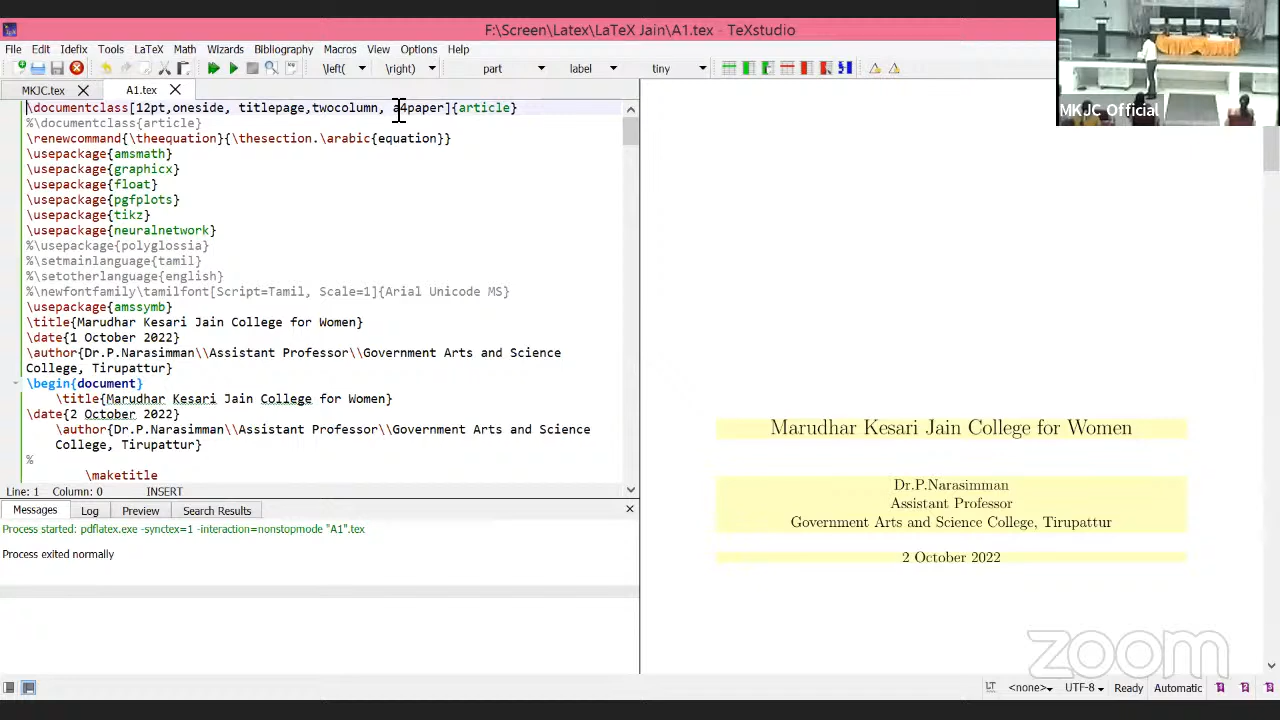 F:\Screen\Latex\LaTeX Jain\A1.tex - TeXstudio
File Edit Idefix Tools LaTeX Math Wizards Bibliography Macros View Options Help
\left( \right) part label tiny
MKJC.tex A1.tex
\documentclass[12pt,oneside, titlepage,twocolumn, a4paper]{article}
%\documentclass{article}
\renewcommand{\theequation}{\thesection.\arabic{equation}}
\usepackage{amsmath}
\usepackage{graphicx}
\usepackage{float}
\usepackage{pgfplots}
\usepackage{tikz}
\usepackage{neuralnetwork}
%\usepackage{polyglossia}
%\setmainlanguage{tamil}
%\setotherlanguage{english}
%\newfontfamily\tamilfont[Script=Tamil, Scale=1]{Arial Unicode MS}
\usepackage{amssymb}
\title{Marudhar Kesari Jain College for Women}
\date{1 October 2022}
\author{Dr.P.Narasimman\\Assistant Professor\\Government Arts and Science
College, Tirupattur}
\begin{document}
\title{Marudhar Kesari Jain College for Women}
\date{2 October 2022}
\author{Dr.P.Narasimman\\Assistant Professor\\Government Arts and Science
College, Tirupattur}
%
\maketitle
Line: 1 Column: 0 INSERT
Messages Log Preview Search Results
Process started: pdflatex.exe -synctex=1 -interaction=nonstopmode "A1".tex
Process exited normally
MKJC Official
Marudhar Kesari Jain College for Women
Dr.P.Narasimman
Assistant Professor
Government Arts and Science College, Tirupattur
2 October 2022
zoom
LT <none> UTF-8 Ready Automatic